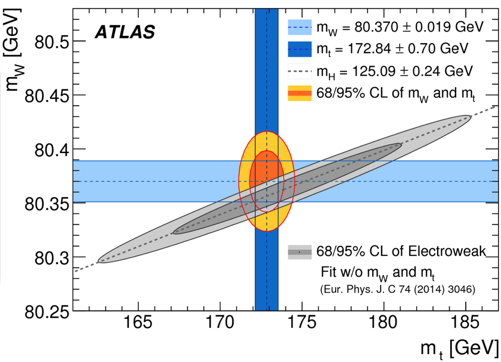 m_W [GeV]
80.5
80.45
80.4
80.35
80.3
80.25
ATLAS
m_W = 80.370 ± 0.019 GeV
m_t = 172.84 ± 0.70 GeV
m_H = 125.09 ± 0.24 GeV
68/95% CL of m_W and m_t
68/95% CL of Electroweak
Fit w/o m_W and m_t
(Eur. Phys. J. C 74 (2014) 3046)
165 170 175 180 185
m_t [GeV]